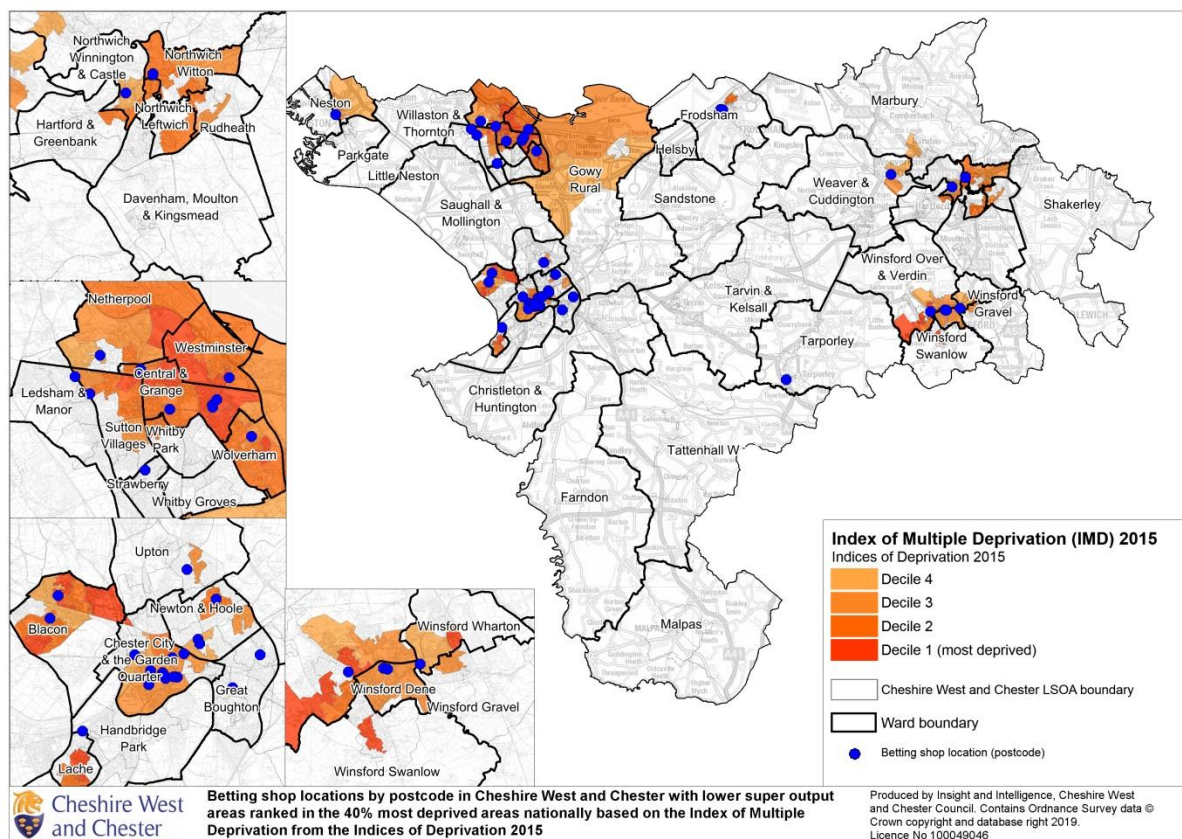 Northwich
Winnington
& Castle
Northwich
Witton
Northwich
Leftwich
Hartford &
Greenbank
Rudheath
Davenham, Moulton
& Kingsmead
Netherpool
Westminster
Central &
Grange
Ledsham &
Manor
Sutton
Villages
Whitby
Park
Wolverham
Strawberry
Whitby Groves
Upton
Newton & Hoole
Blacon
Chester City
& the Garden
Quarter
Great
Boughton
Handbridge
Park
Lache
Winsford Wharton
Winsford Dene
Winsford Gravel
Winsford Swanlow
Neston
Willaston &
Thornton
Parkgate
Little Neston
Saughall &
Mollington
Gowy
Rural
Frodsham
Helsby
Sandstone
Marbury
Weaver &
Cuddington
Shakerley
Winsford Over
& Verdin
Winsford
Gravel
Winsford
Swanlow
Tarvin &
Kelsall
Tarporley
Christleton &
Huntington
Tattenhall W
Farndon
Malpas
Index of Multiple Deprivation (IMD) 2015
Indices of Deprivation 2015
Decile 4
Decile 3
Decile 2
Decile 1 (most deprived)
Cheshire West and Chester LSOA boundary
Ward boundary
Betting shop location (postcode)
Cheshire West
and Chester
Betting shop locations by postcode in Cheshire West and Chester with lower super output
areas ranked in the 40% most deprived areas nationally based on the Index of Multiple
Deprivation from the Indices of Deprivation 2015
Produced by Insight and Intelligence, Cheshire West
and Chester Council. Contains Ordnance Survey data ©
Crown copyright and database right 2019.
Licence No 100049046